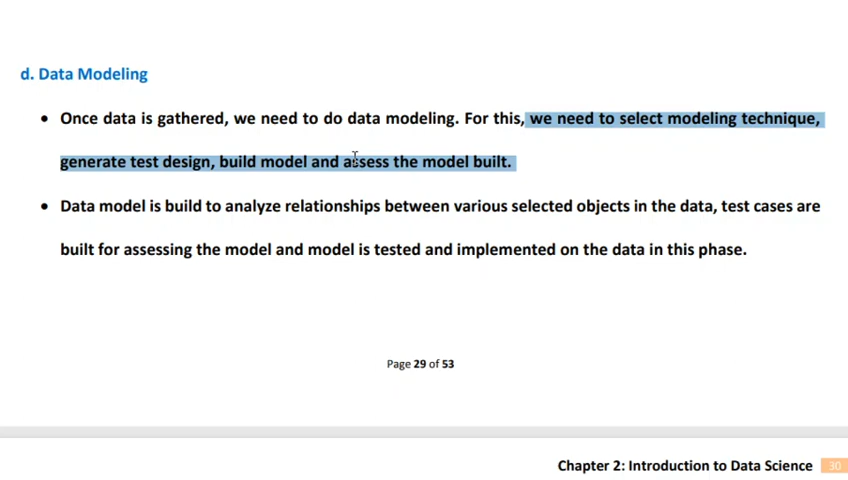 d. Data Modeling
• Once data is gathered, we need to do data modeling. For this, we need to select modeling technique,
generate test design, build model and assess the model built.
• Data model is build to analyze relationships between various selected objects in the data, test cases are
built for assessing the model and model is tested and implemented on the data in this phase.
Page 29 of 53
Chapter 2: Introduction to Data Science 30